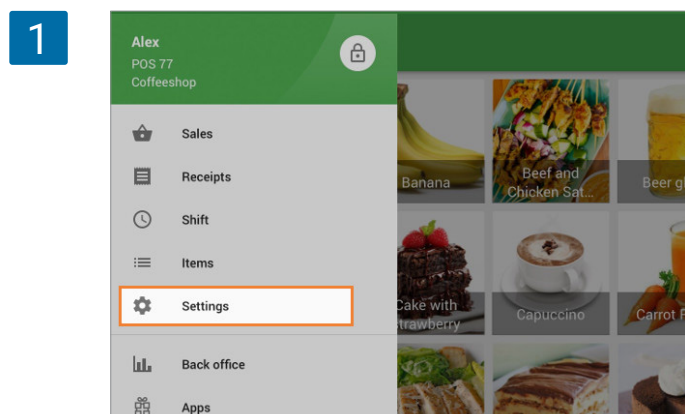 1
Alex
POS 77
Coffeeshop
Sales
Receipts
Shift
Items
Settings
Back office
Apps
Banana
Beef and
Chicken Sat...
Beer gl
Cake with
strawberry
Capuccino
Carrot F